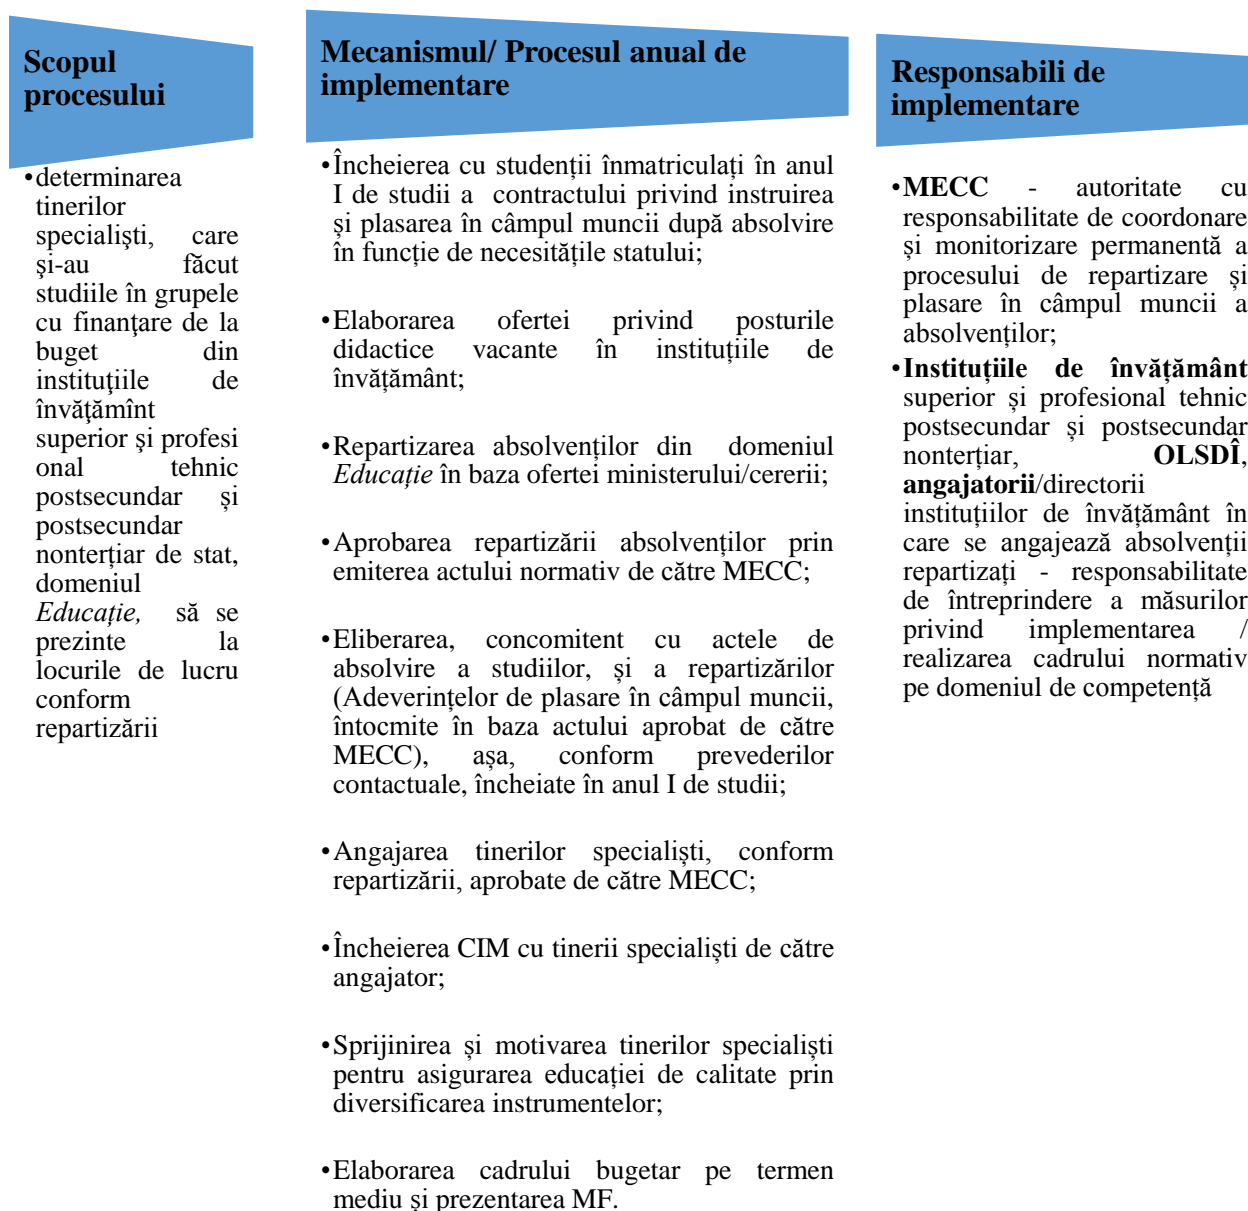 Scopul
procesului
•determinarea
tinerilor
specialişti, care
şi-au făcut
studiile în grupele
cu finanţare de la
buget din
instituţiile de
învăţămînt
superior şi profesi
onal tehnic
postsecundar și
postsecundar
nonterțiar de stat,
domeniul
Educație, să se
prezinte la
locurile de lucru
conform
repartizării
Mecanismul/ Procesul anual de
implementare
•Încheierea cu studenții înmatriculați în anul
I de studii a contractului privind instruirea
și plasarea în câmpul muncii după absolvire
în funcție de necesitățile statului;
•Elaborarea ofertei privind posturile
didactice vacante în instituțiile de
învățământ;
•Repartizarea absolvenților din domeniul
Educație în baza ofertei ministerului/cererii;
•Aprobarea repartizării absolvenților prin
emiterea actului normativ de către MECC;
•Eliberarea, concomitent cu actele de
absolvire a studiilor, și a repartizărilor
(Adeverințelor de plasare în câmpul muncii,
întocmite în baza actului aprobat de către
MECC), așa, conform prevederilor
contactuale, încheiate în anul I de studii;
•Angajarea tinerilor specialiști, conform
repartizării, aprobate de către MECC;
•Încheierea CIM cu tinerii specialiști de către
angajator;
•Sprijinirea și motivarea tinerilor specialiști
pentru asigurarea educației de calitate prin
diversificarea instrumentelor;
•Elaborarea cadrului bugetar pe termen
mediu și prezentarea MF.
Responsabili de
implementare
•MECC - autoritate cu
responsabilitate de coordonare
și monitorizare permanentă a
procesului de repartizare și
plasare în câmpul muncii a
absolvenților;
•Instituțiile de învățământ
superior și profesional tehnic
postsecundar și postsecundar
nonterțiar, OLSDÎ,
angajatorii/directorii
instituțiilor de învățământ în
care se angajează absolvenții
repartizați - responsabilitate
de întreprindere a măsurilor
privind implementarea /
realizarea cadrului normativ
pe domeniul de competență